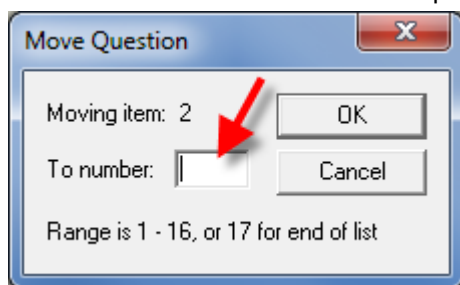 Move Question
Moving item: 2
OK
To number:
Cancel
Range is 1 - 16, or 17 for end of list